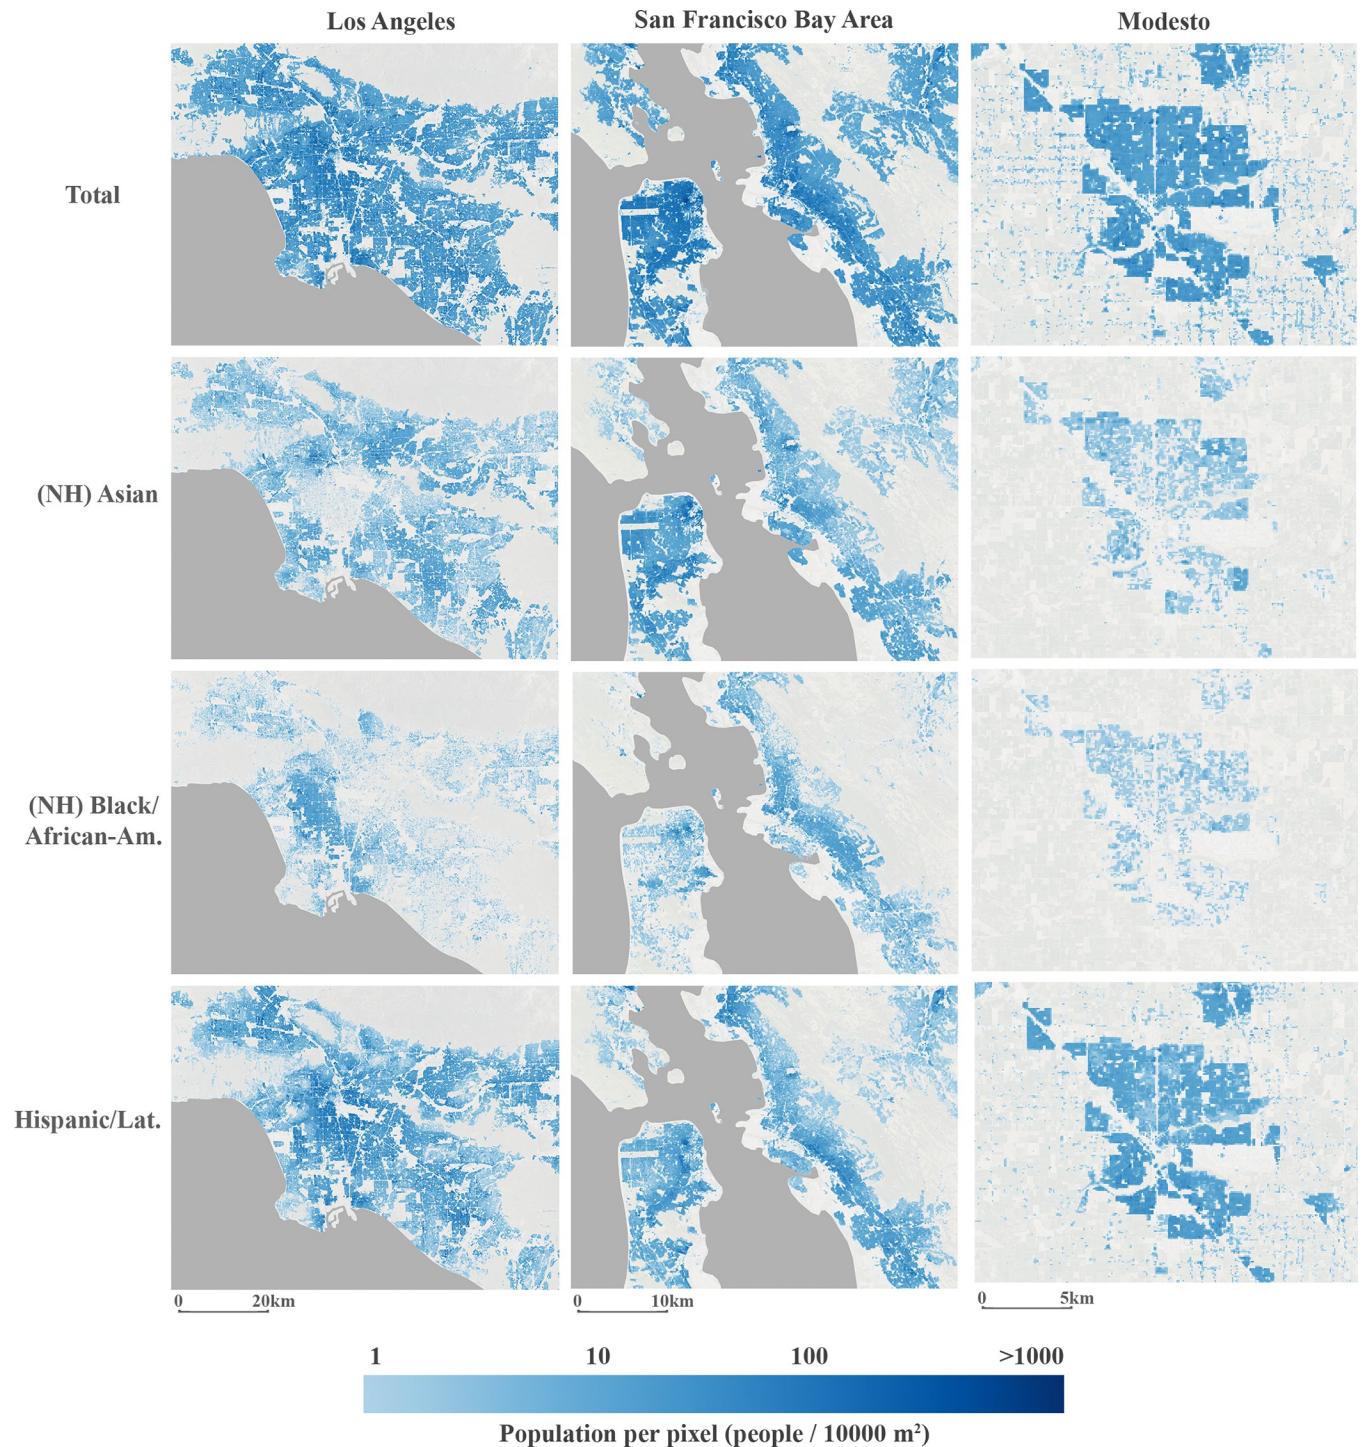 Los Angeles
San Francisco Bay Area
Modesto
Total
(NH) Asian
(NH) Black/
African-Am.
Hispanic/Lat.
0 20km
0 10km
0 5km
1 10 100 >1000
Population per pixel (people / 10000 m²)